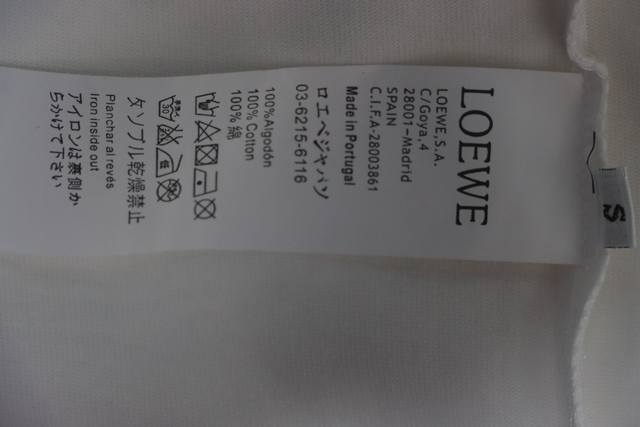 LOEWE
LOEWE,S.A.
C/Goya,4
28001-Madrid
SPAIN
C.I.F.A-28003861
Made in Portugal
ロエベジャパン
03-6215-6116
100%Algodón
100% Cotton
100% 綿
30
タンブル乾燥禁止
Planchar al revés
Iron inside out
アイロンは裏側か
らかけて下さい
S